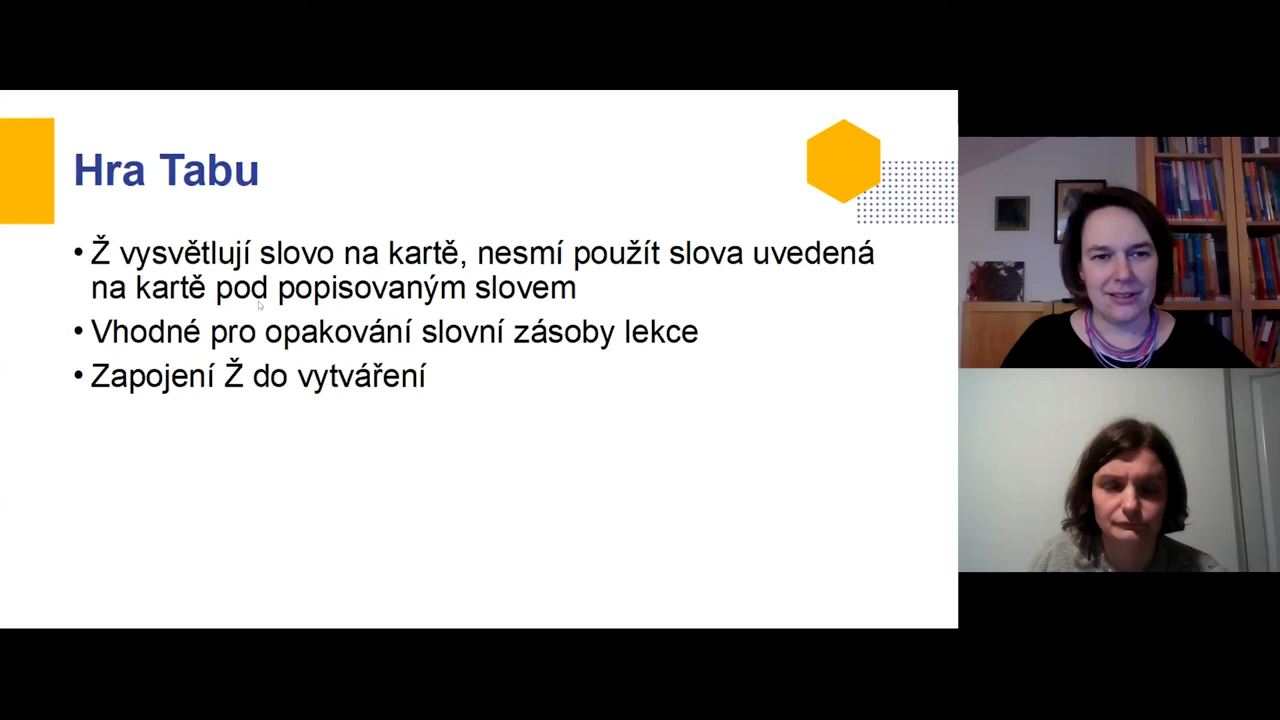 Hra Tabu
• Ž vysvětlují slovo na kartě, nesmí použít slova uvedená
na kartě pod popisovaným slovem
• Vhodné pro opakování slovní zásoby lekce
• Zapojení Ž do vytváření